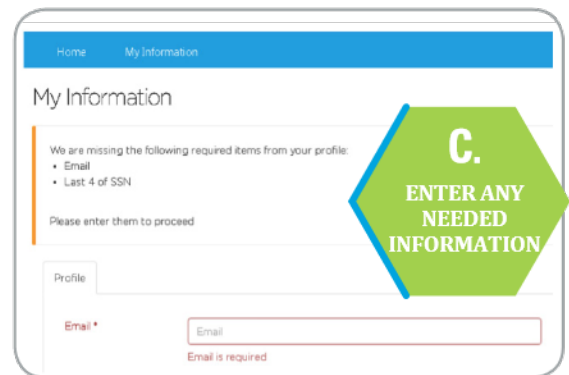 Home My Information
My Information
We are missing the following required items from your profile:
• Email
• Last 4 of SSN
Please enter them to proceed
C.
ENTER ANY
NEEDED
INFORMATION
Profile
Email * Email
Email is required